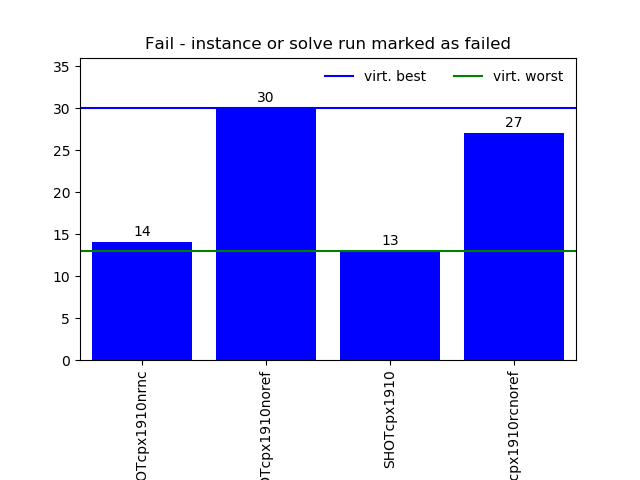 Fail - instance or solve run marked as failed
virt. best
virt. worst
35
30
25
20
15
10
5
0
14
30
13
27
OTcpx1910nrnc
OTcpx1910noref
SHOTcpx1910
cpx1910rcnoref